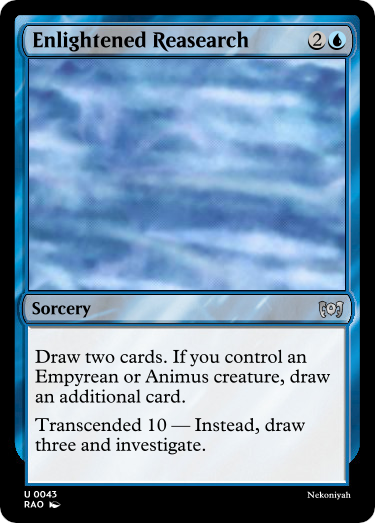 Enlightened Reasearch 2
Sorcery
Draw two cards. If you control an
Empyrean or Animus creature, draw
an additional card.
Transcended 10 — Instead, draw
three and investigate.
U 0043
RAO
Nekoniyah